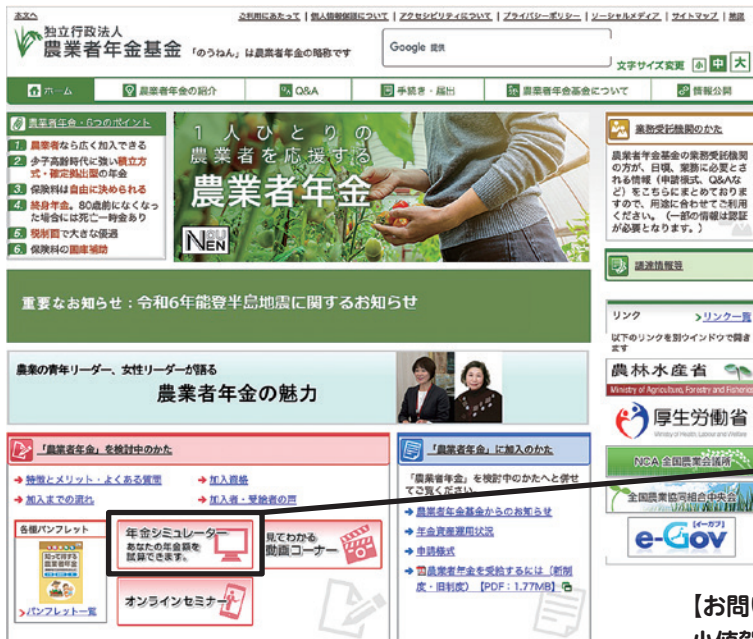 本文へ
ご利用にあたって | 個人情報保護について | アクセシビリティについて | プライバシーポリシー | ソーシャルメディア | サイトマップ | 地図
独立行政法人
農業者年金基金 「のうねん」は農業者年金の略称です
Google 提供
文字サイズ変更 小 中 大
ホーム
農業者年金の紹介
Q&A
手続き・届出
農業者年金基金について
情報公開
農業者年金・6つのポイント
1. 農業者なら広く加入できる
2. 少子高齢時代に強い積立方
式・確定拠出型の年金
3. 保険料は自由に決められる
4. 終身年金。80歳前になくなっ
た場合には死亡一時金あり
5. 税制面で大きな優遇
6. 保険料の国庫補助
1人ひとりの
農業者を応援する
農業者年金
NOUNEN
業務受託機関のかた
農業者年金基金の業務受託機関
の方が、日頃、業務に必要とさ
れる情報(申請様式、Q&Aな
ど)をこちらにまとめておりま
すので、用途に合わせてご利用
ください。(一部の情報は認証
が必要となります。)
調達情報等
重要なお知らせ：令和6年能登半島地震に関するお知らせ
リンク
>リンク一覧
以下のリンクを別ウインドウで開き
ます
農林水産省
Ministry of Agriculture, Forestry and Fisheries
厚生労働省
Ministry of Health, Labour and Welfare
NCA 全国農業会議所
全国農業協同組合中央会
e-Gov
[イーガブ]
農業の青年リーダー、女性リーダーが語る
農業者年金の魅力
「農業者年金」を検討中のかた
特徴とメリット・よくある質問
加入資格
加入までの流れ
加入者・受給者の声
各種パンフレット
知って得する
農業者年金
>パンフレット一覧
年金シミュレーター
あなたの年金額を
試算できます。
見てわかる
動画コーナー
オンラインセミナー
「農業者年金」に加入のかた
「農業者年金」を検討中のかたへと併せ
てご覧ください
農業者年金基金からのお知らせ
年金資産運用状況
申請様式
農業者年金を受給するには（新制
度・旧制度）【PDF：1.77MB】
【お問